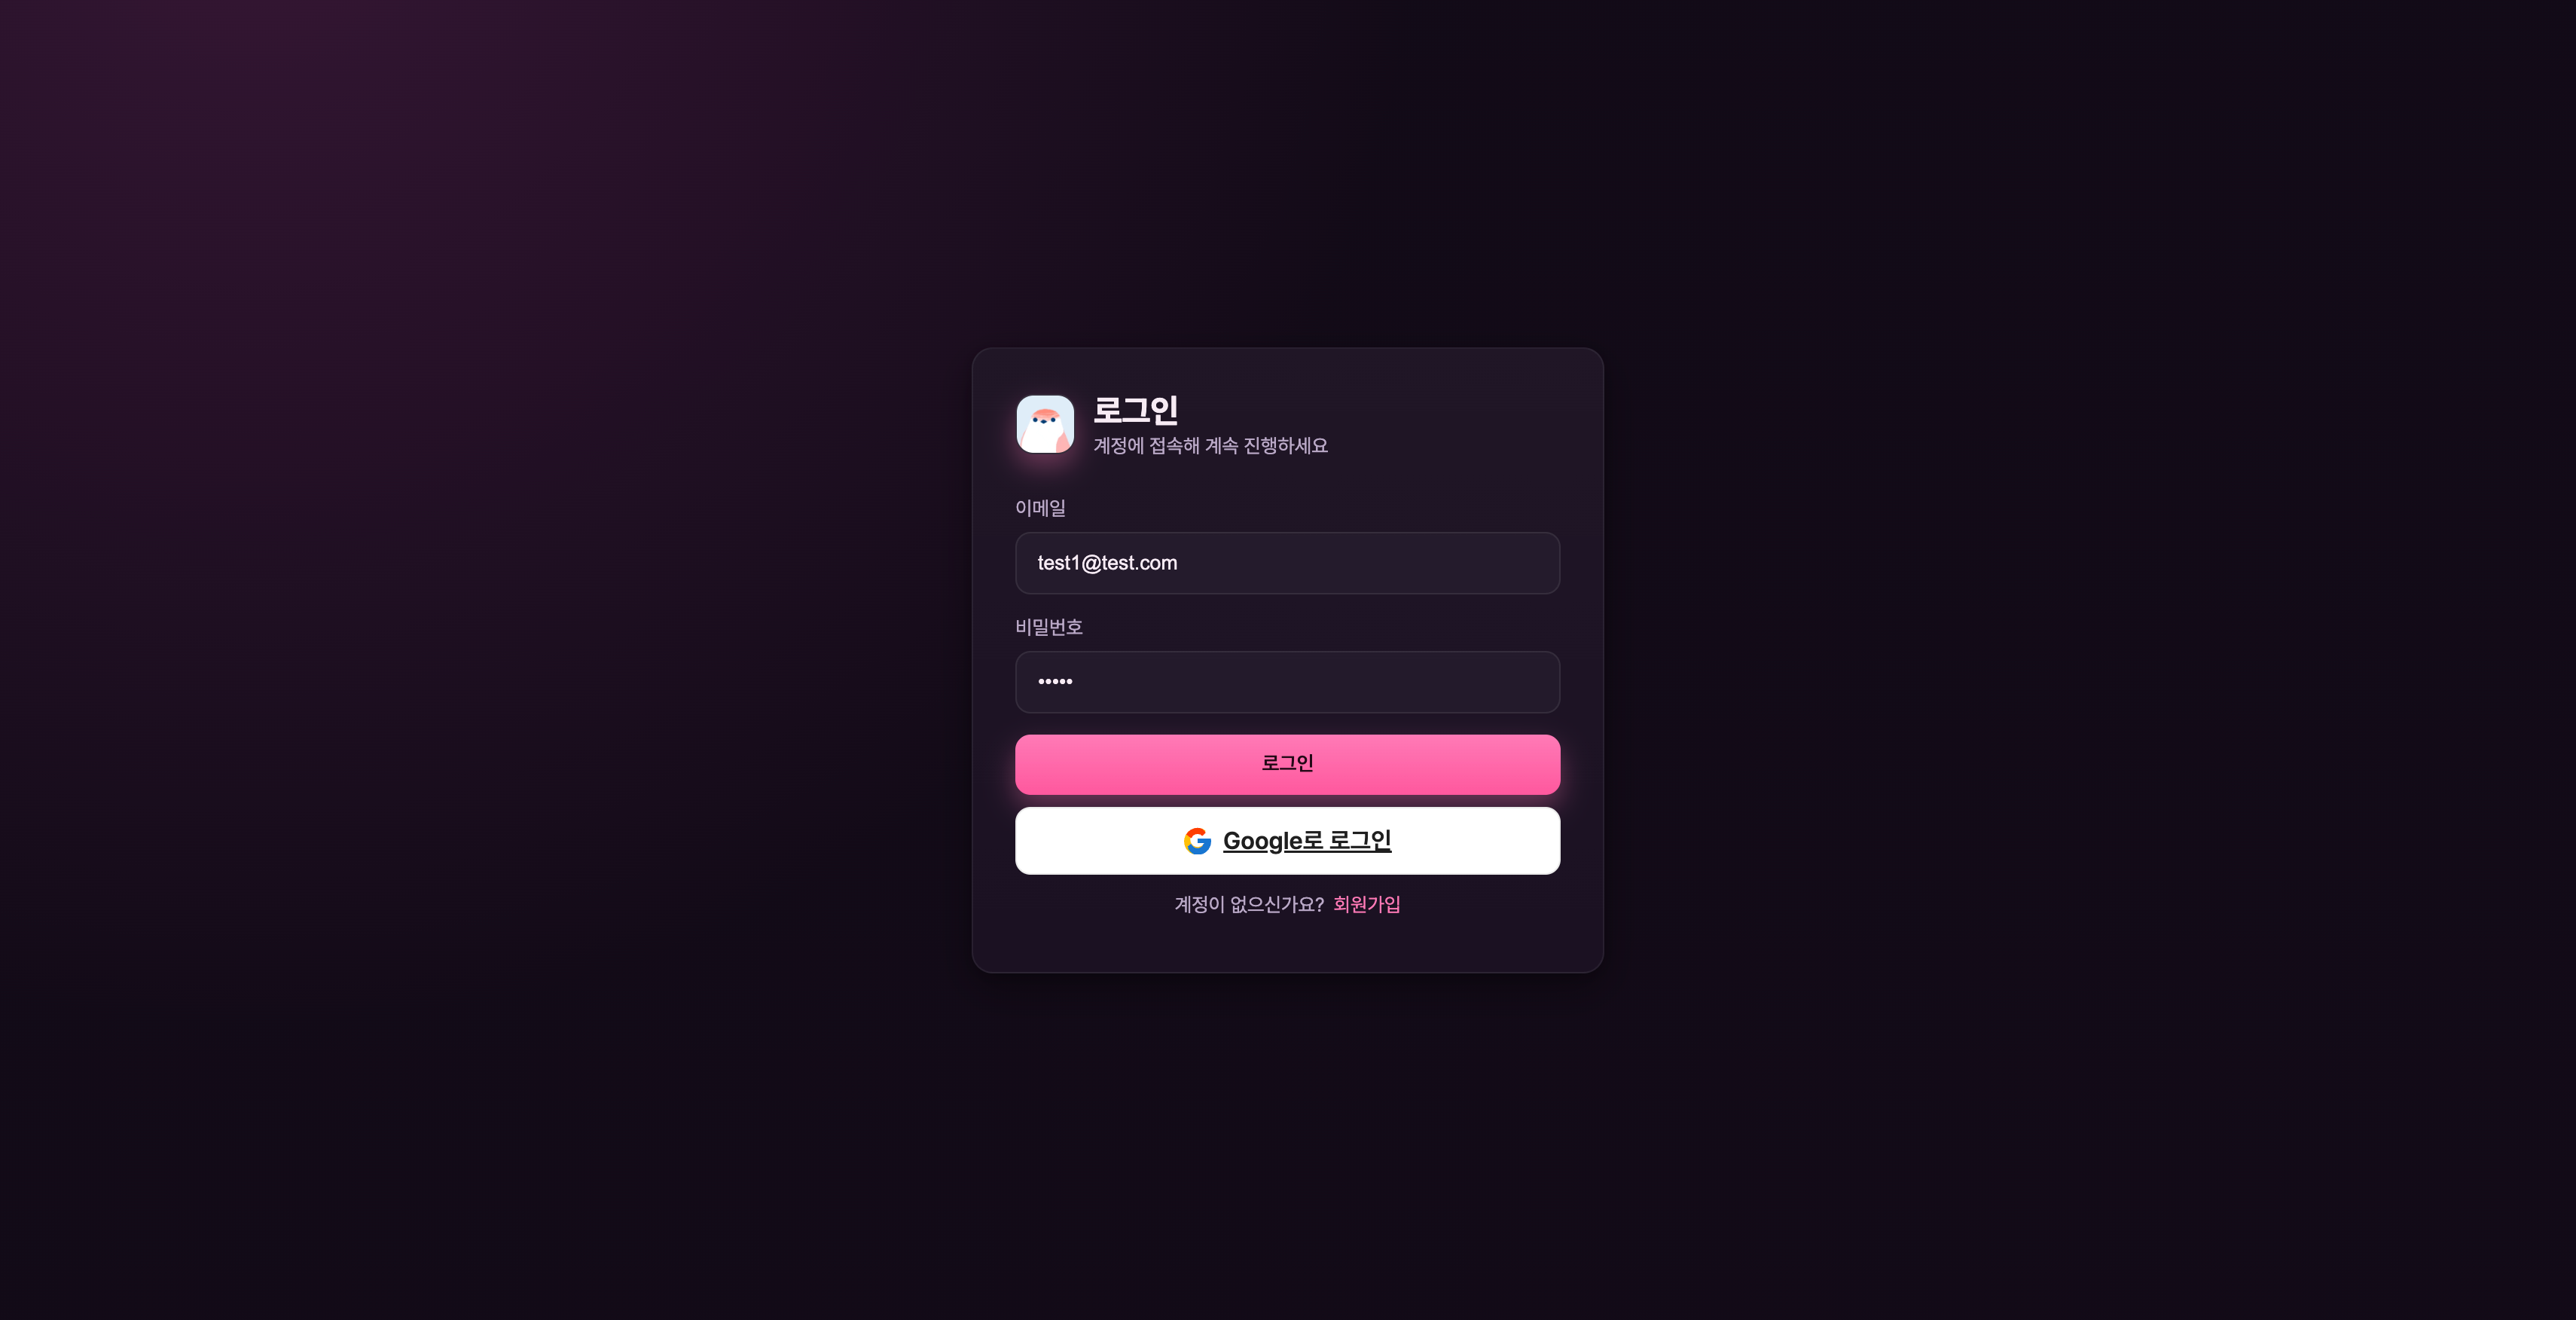 로그인
계정에 접속해 계속 진행하세요
이메일
test1@test.com
비밀번호
•••••
로그인
Google로 로그인
계정이 없으신가요? 회원가입